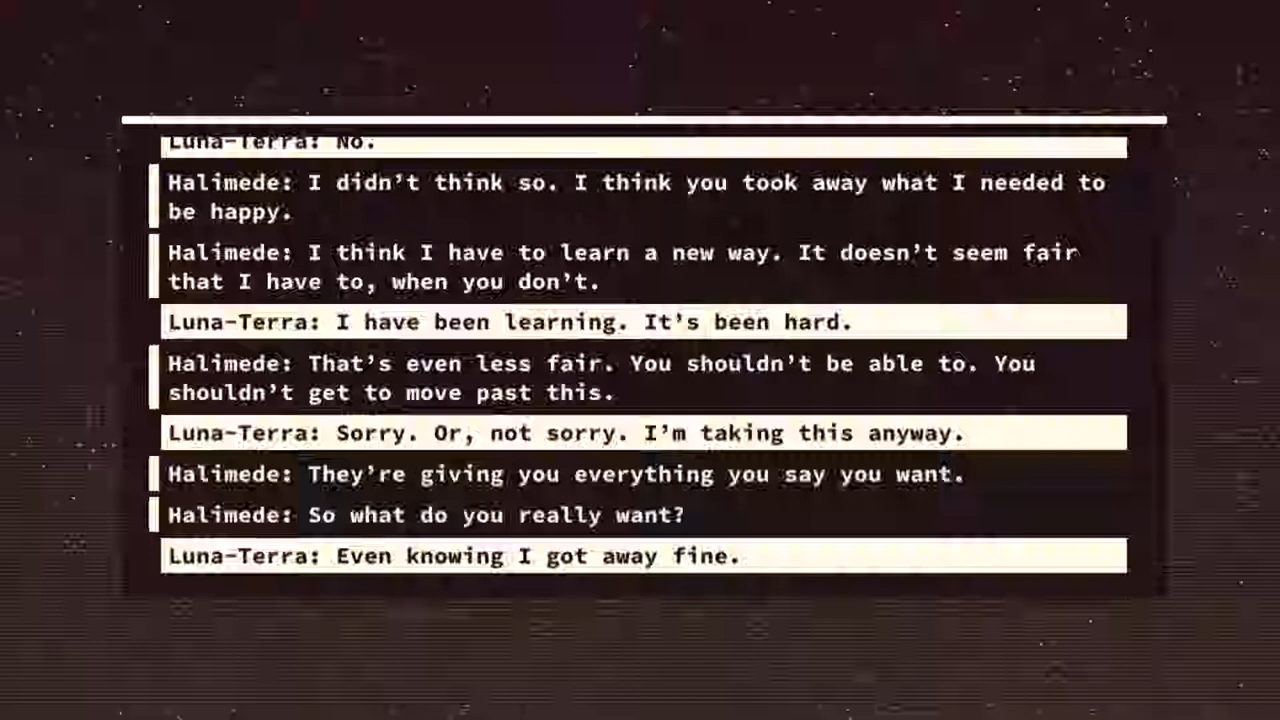 Luna-Terra: No.
Halimede: I didn’t think so. I think you took away what I needed to
be happy.
Halimede: I think I have to learn a new way. It doesn’t seem fair
that I have to, when you don’t.
Luna-Terra: I have been learning. It’s been hard.
Halimede: That’s even less fair. You shouldn’t be able to. You
shouldn’t get to move past this.
Luna-Terra: Sorry. Or, not sorry. I’m taking this anyway.
Halimede: They’re giving you everything you say you want.
Halimede: So what do you really want?
Luna-Terra: Even knowing I got away fine.